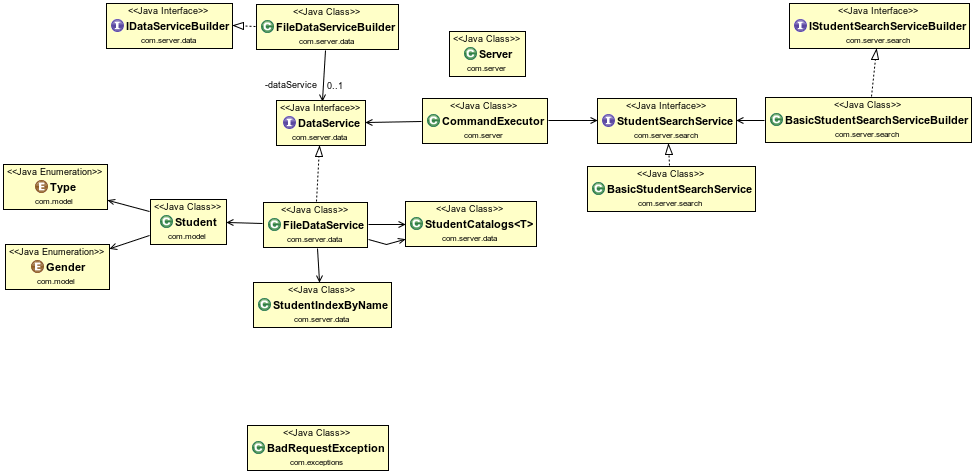 <<Java Interface>>
IDataServiceBuilder
com.server.data
<<Java Class>>
FileDataServiceBuilder
com.server.data
<<Java Class>>
Server
com.server
<<Java Interface>>
IStudentSearchServiceBuilder
com.server.search
-dataService
0..1
<<Java Interface>>
DataService
com.server.data
<<Java Class>>
CommandExecutor
com.server
<<Java Interface>>
StudentSearchService
com.server.search
<<Java Class>>
BasicStudentSearchServiceBuilder
com.server.search
<<Java Enumeration>>
Type
com.model
<<Java Class>>
BasicStudentSearchService
com.server.search
<<Java Class>>
Student
com.model
<<Java Class>>
FileDataService
com.server.data
<<Java Class>>
StudentCatalogs<T>
com.server.data
<<Java Enumeration>>
Gender
com.model
<<Java Class>>
StudentIndexByName
com.server.data
<<Java Class>>
BadRequestException
com.exceptions